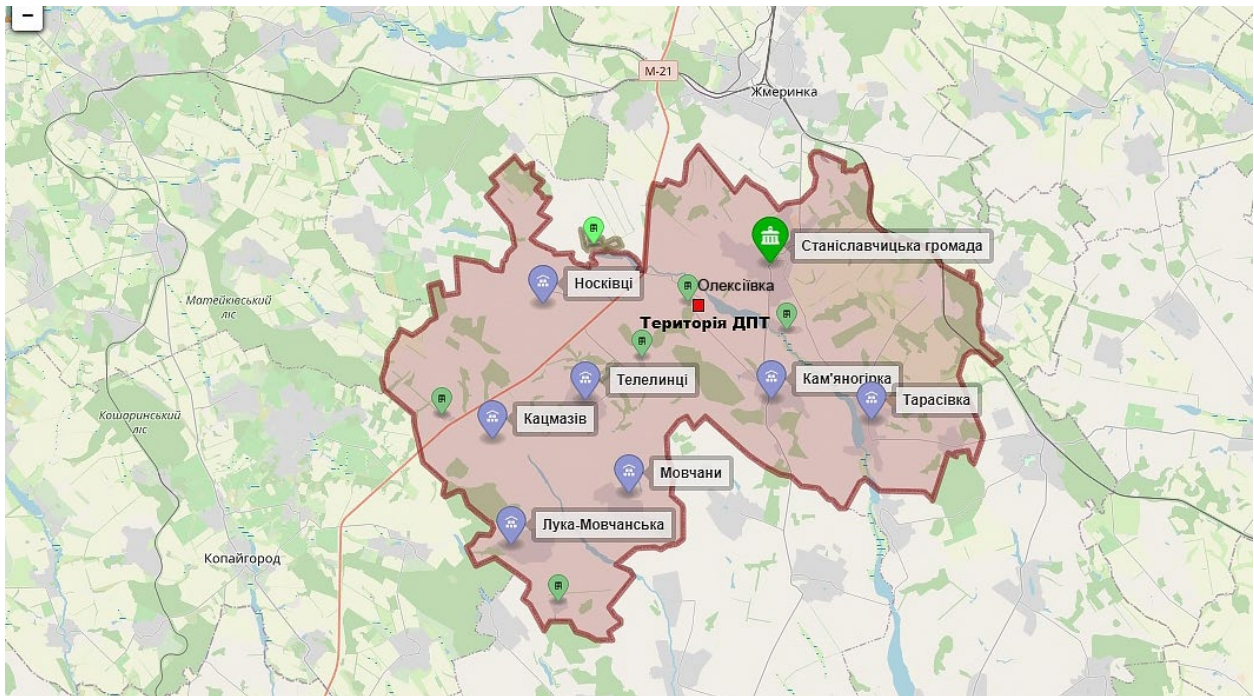 −
М-21
Жмеринка
Станіславчицька громада
Носківці
Олексіївка
Матейківський
ліс
Територія ДПТ
Телелинці
Кам'яногірка
Тарасівка
Кошаринський
ліс
Кацмазів
Мовчани
Лука-Мовчанська
Копайгород